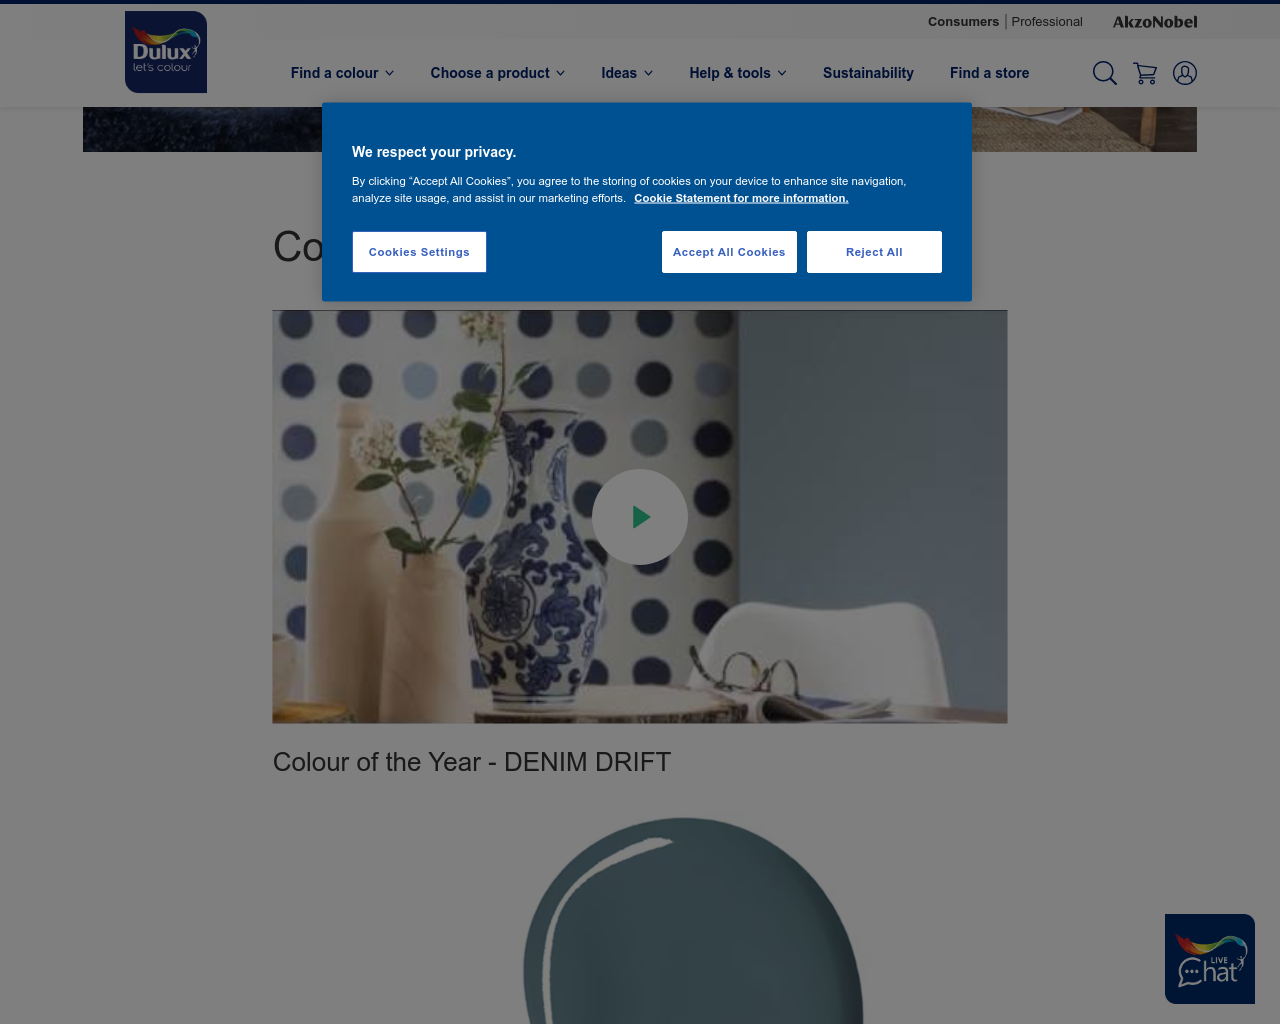 Consumers | Professional
AkzoNobel
Dulux
let's colour
Find a colour
Choose a product
Ideas
Help & tools
Sustainability
Find a store
We respect your privacy.
By clicking “Accept All Cookies”, you agree to the storing of cookies on your device to enhance site navigation,
analyze site usage, and assist in our marketing efforts. Cookie Statement for more information.
Cookies Settings
Accept All Cookies
Reject All
Colour of the Year - DENIM DRIFT
LIVE
Chat